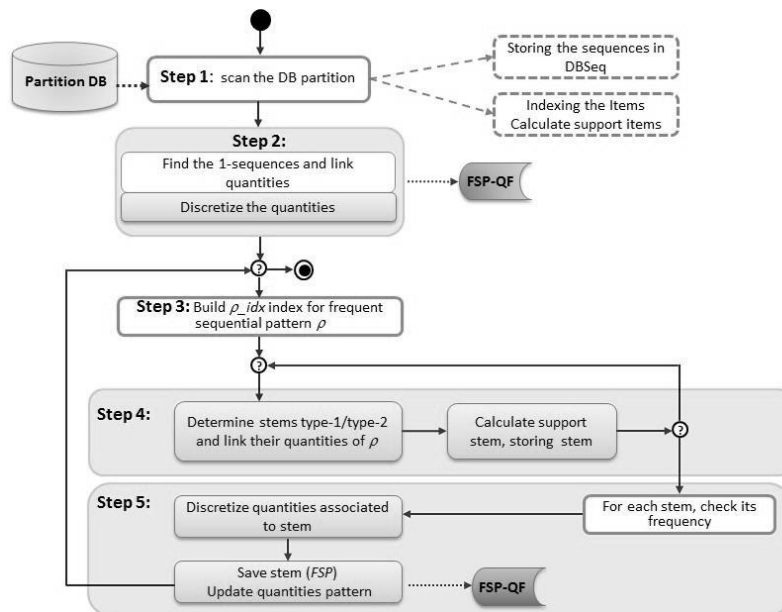 Partition DB
Step 1: scan the DB partition
Storing the sequences in
DBSeq
Indexing the Items
Calculate support items
Step 2:
Find the 1-sequences and link
quantities
Discretize the quantities
FSP-QF
?
Step 3: Build ρ_idx index for frequent
sequential pattern ρ
?
Step 4:
Determine stems type-1/type-2
and link their quantities of ρ
Calculate support
stem, storing stem
?
Step 5:
Discretize quantities associated
to stem
For each stem, check its
frequency
Save stem (FSP)
Update quantities pattern
FSP-QF